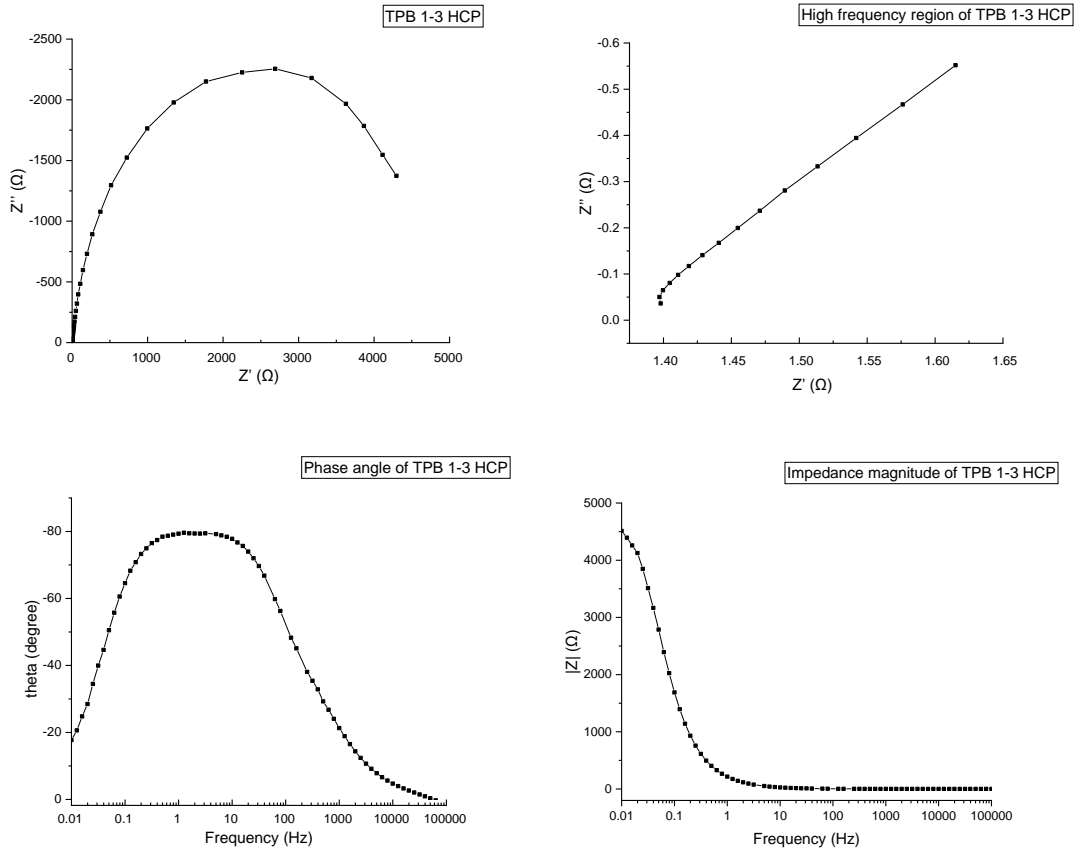 TPB 1-3 HCP
-2500
-2000
-1500
-1000
-500
0
Z'' (Ω)
0 1000 2000 3000 4000 5000
Z' (Ω)
High frequency region of TPB 1-3 HCP
-0.6
-0.5
-0.4
-0.3
-0.2
-0.1
0.0
Z'' (Ω)
1.40 1.45 1.50 1.55 1.60 1.65
Z' (Ω)
Phase angle of TPB 1-3 HCP
-80
-60
-40
-20
0
theta (degree)
0.01 0.1 1 10 100 1000 10000 100000
Frequency (Hz)
Impedance magnitude of TPB 1-3 HCP
5000
4000
3000
2000
1000
0
|Z| (Ω)
0.01 0.1 1 10 100 1000 10000 100000
Frequency (Hz)